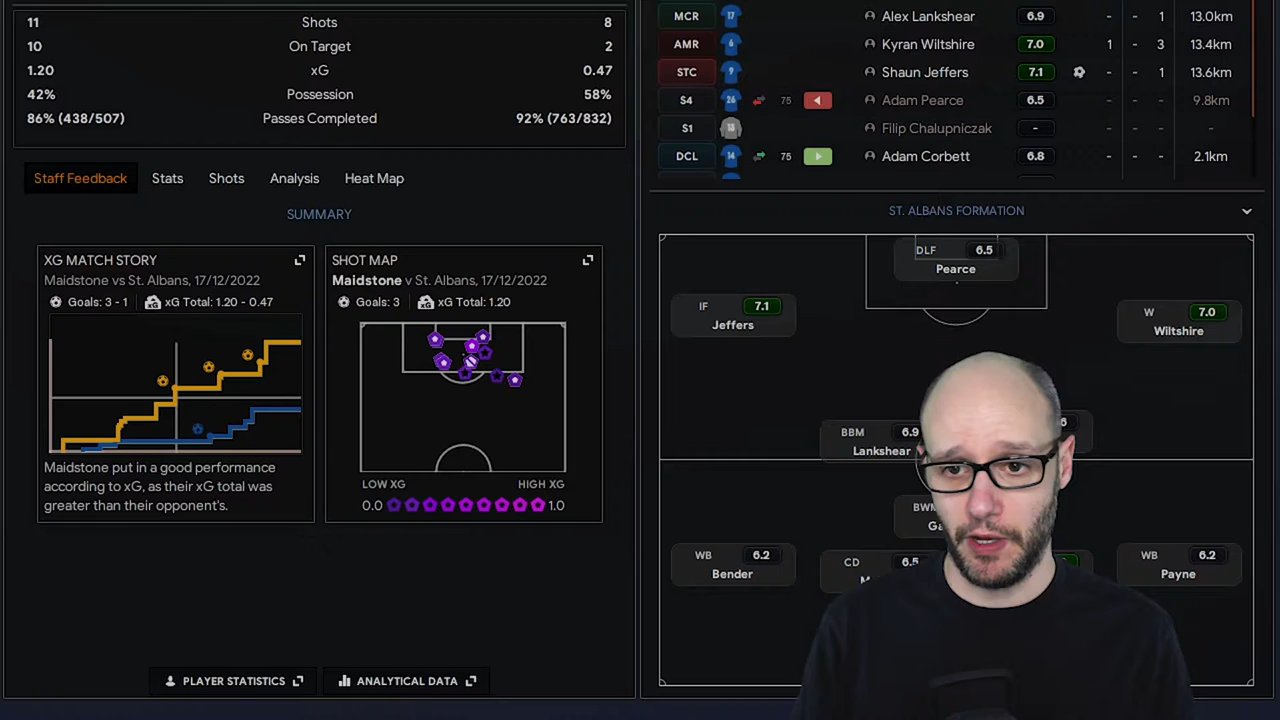 11 Shots 8
10 On Target 2
1.20 xG 0.47
42% Possession 58%
86% (438/507) Passes Completed 92% (763/832)
Staff Feedback Stats Shots Analysis Heat Map
SUMMARY
XG MATCH STORY
Maidstone vs St. Albans, 17/12/2022
Goals: 3 - 1 xG xG Total: 1.20 - 0.47
Maidstone put in a good performance
according to xG, as their xG total was
greater than their opponent's.
SHOT MAP
Maidstone v St. Albans, 17/12/2022
Goals: 3 xG xG Total: 1.20
LOW XG HIGH XG
0.0 1.0
PLAYER STATISTICS ANALYTICAL DATA
MCR 17 Alex Lankshear 6.9 - - 1 13.0km
AMR 6 Kyran Wiltshire 7.0 1 - 3 13.4km
STC 9 Shaun Jeffers 7.1 - - 1 13.6km
S4 26 75 Adam Pearce 6.5 - - - 9.8km
S1 Filip Chalupniczak - - - - -
DCL 14 75 Adam Corbett 6.8 - - - 2.1km
ST. ALBANS FORMATION
DLF 6.5
Pearce
IF 7.1
Jeffers
W 7.0
Wiltshire
BBM 6.9
Lankshear
6
BWM
Ga
WB 6.2
Bender
CD 6.5
M
WB 6.2
Payne